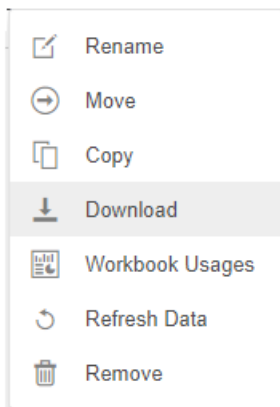 Rename
Move
Copy
Download
Workbook Usages
Refresh Data
Remove